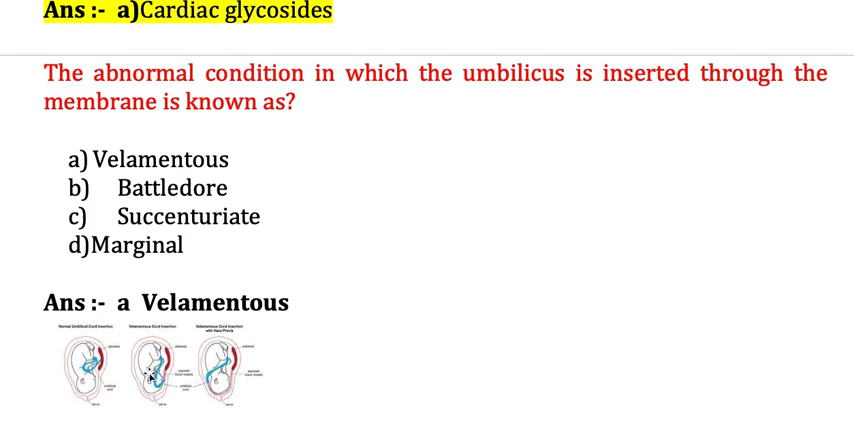 Ans :-  a)Cardiac glycosides
The abnormal condition in which the umbilicus is inserted through the
membrane is known as?
a) Velamentous
b) Battledore
c) Succenturiate
d)Marginal
Ans :-  a  Velamentous
Normal Umbilical Cord Insertion
Velamentous Cord Insertion
Velamentous Cord Insertion
with Vasa Previa
placenta
placenta
placenta
exposed
blood vessels
exposed
blood vessels
umbilical
cord
umbilical
cord
cervix
cervix
cervix